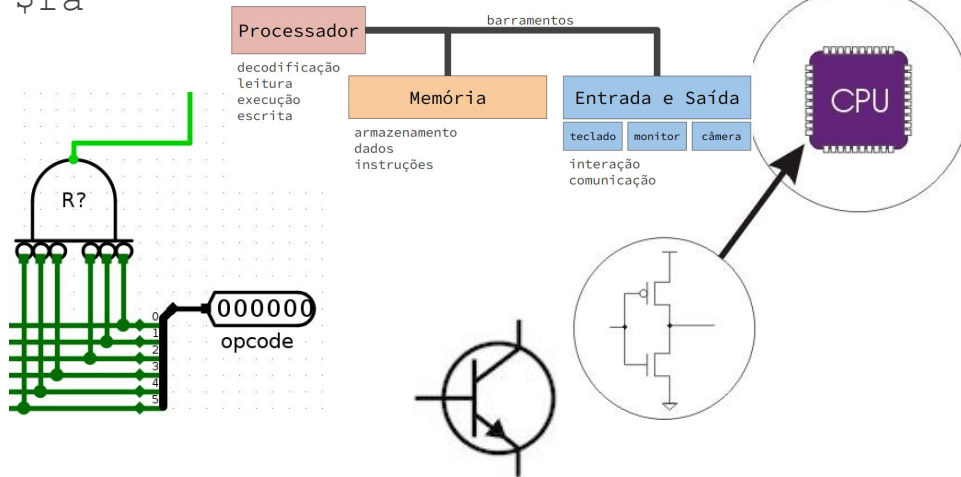 $ra
Processador
barramentos
decodificação
leitura
execução
escrita
Memória
armazenamento
dados
instruções
Entrada e Saída
teclado
monitor
câmera
interação
comunicação
CPU
R?
0
1
2
3
4
5
000000
opcode